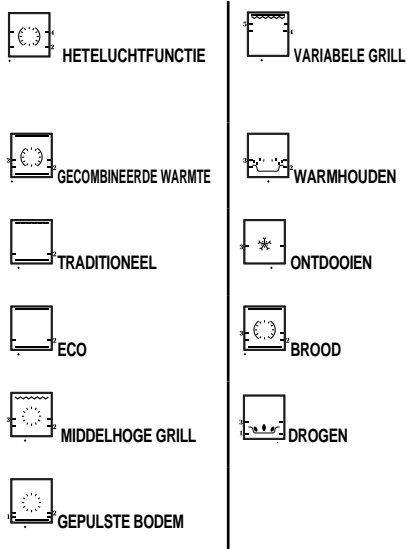 HETELUCHTFUNCTIE
GECOMBINEERDE WARMTE
TRADITIONEEL
ECO
MIDDELHOGE GRILL
GEPULSTE BODEM
VARIABELE GRILL
WARMHOUDEN
ONTDOOIEN
BROOD
DROGEN